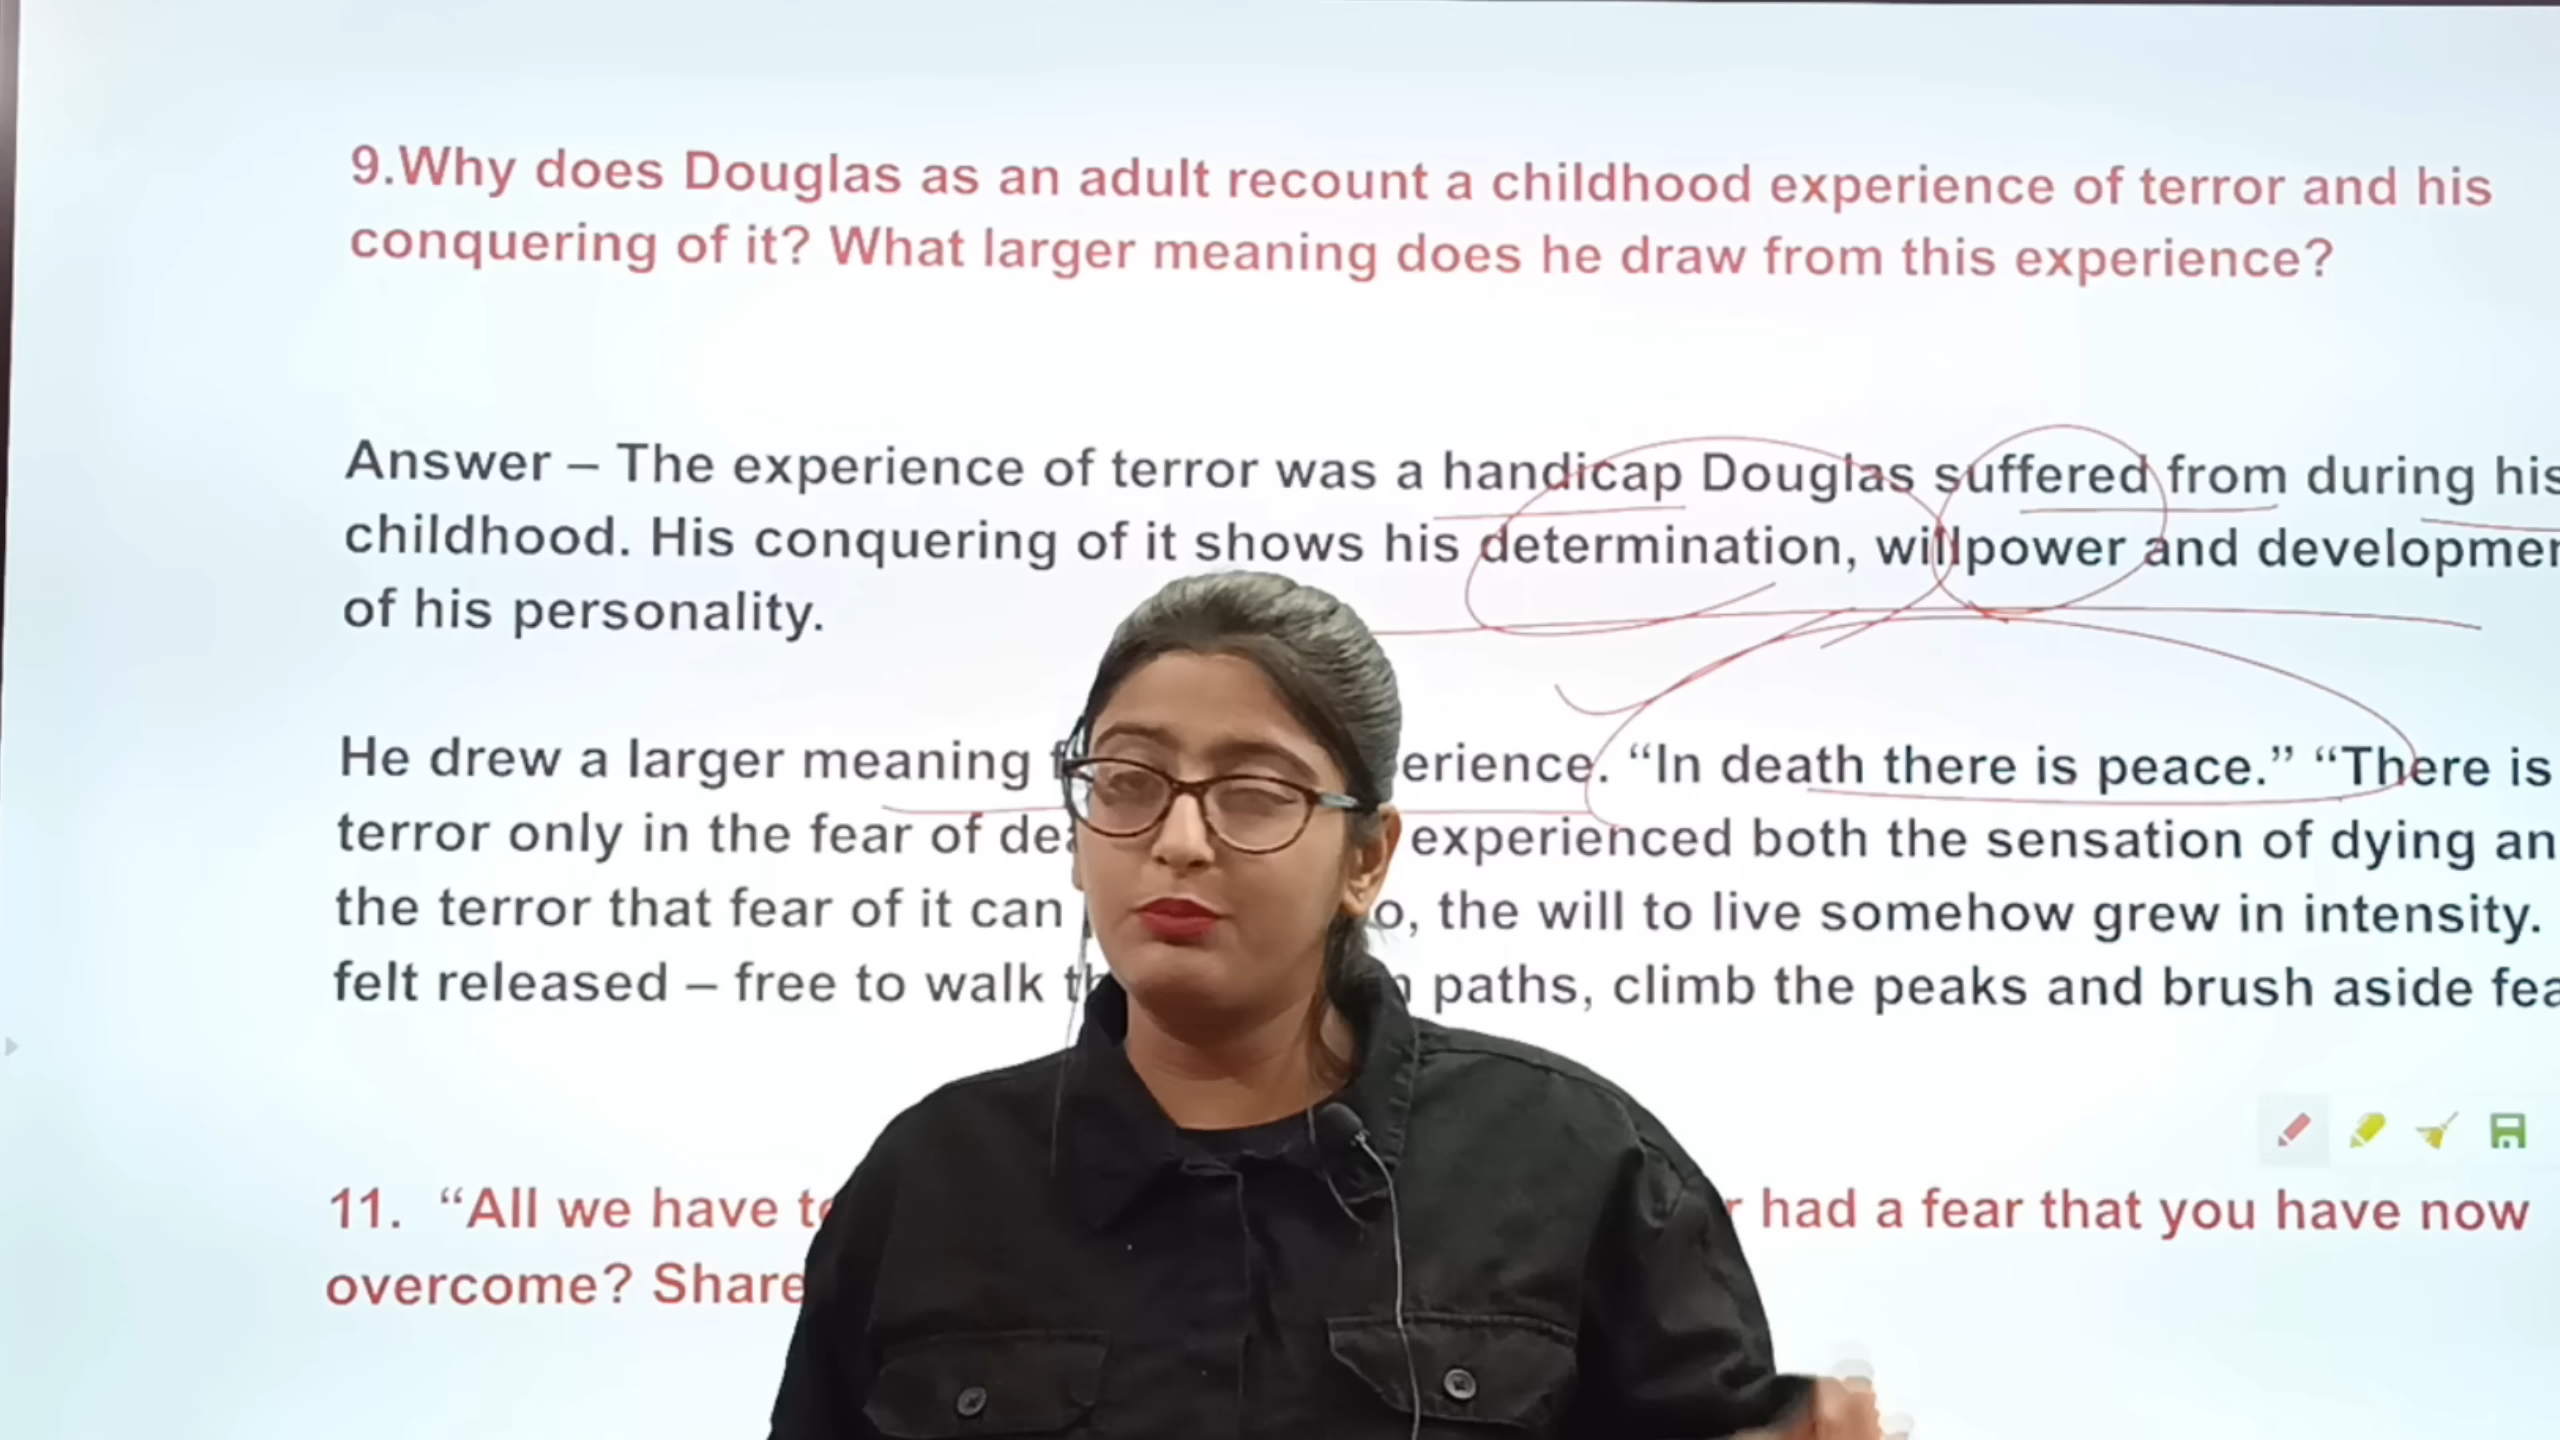 9.Why does Douglas as an adult recount a childhood experience of terror and his
conquering of it? What larger meaning does he draw from this experience?
Answer – The experience of terror was a handicap Douglas suffered from during his
childhood. His conquering of it shows his determination, willpower and
of his personality.
He drew a larger meaning “In death there is peace.” “There is
terror only in the fear of experienced both the sensation of dying
the terror that fear of it can the will to live somehow grew in intensity.
felt released – free to walk paths, climb the peaks and brush aside
11. “All we have had a fear that you have now
overcome? Share